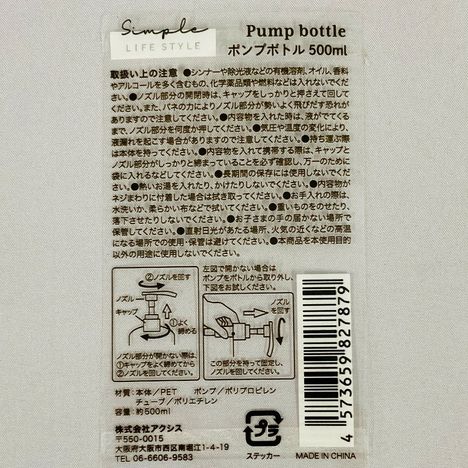 Simple
LIFE STYLE
Pump bottle
ポンプボトル 500ml
取扱い上の注意 ●シンナーや除光液などの有機溶剤、オイル、香料
やアルコールを多く含むもの、化学薬品類や燃料などは入れないでくだ
さい。●ノズル部分の開閉時は、キャップをしっかりと押さえて回して
ください。また、バネの力によりノズル部分が勢いよく飛びだす恐れが
ありますので注意してください。●内容物を入れた時は、液がでてくる
まで、ノズル部分を何度か押してください。●気圧や温度の変化により、
液漏れを起こす場合がありますので注意してください。●持ち運ぶ際
は本体を持ってください。●内容物を入れて携帯する際は、キャップと
ノズル部分がしっかりと締まっていることを必ず確認し、万一のために
袋に入れるなどしてください。●長期間の保存には使用しないでくださ
い。●熱いお湯を入れたり、かけたりしないでください。●内容物が
ネジまわりに付着した場合は拭き取ってください。●お手入れの際は、
水洗いか、柔らかい布などで拭いてください。●重いものをのせたり、
落下させたりしないでください。●お子さまの手の届かない場所で
保管してください。●直射日光があたる場所、火気の近くなどの高温
になる場所での使用・保管は避けてください。●本商品を本使用目的
以外の用途に使用しないでください。
②ノズルを回す
ノズル
キャップ
①よく
締める
ノズル部分が開かない際は、
①キャップをよく締めてから
②ノズルを回してください。
左図で開かない場合は
ポンプをボトルから取り外し、
下図をお試しください。
ノズル
を回す
この部分を持って固定し、
ノズルを回してください。
材質:本体/PET ポンプ/ポリプロピレン
チューブ/ポリエチレン
容量:約500ml
株式会社アクシス
〒550-0015
大阪府大阪市西区南堀江1-4-19
TEL 06-6606-9583
プラ
ステッカー
MADE IN CHINA
4 573659 827879